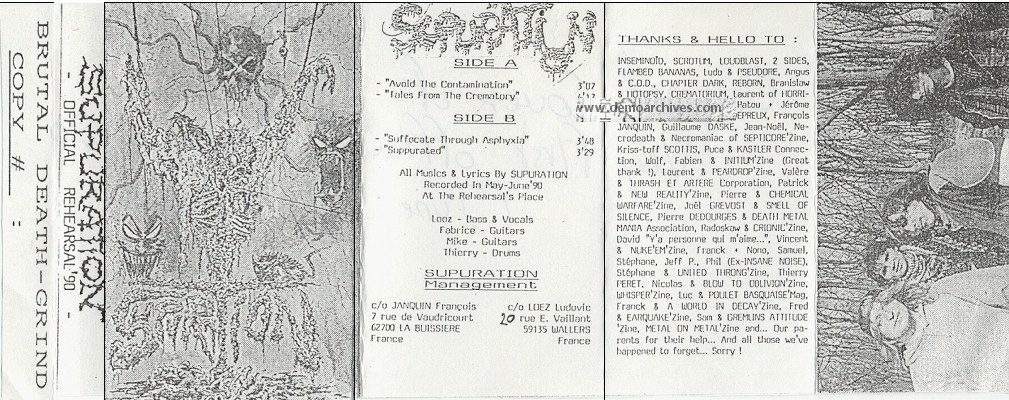 BRUTAL DEATH-GRIND
COPY # :
SUPURATION
- OFFICIAL REHEARSAL'90 -
SUPURATION
SIDE A
- "Avoid The Contamination" 3'07
- "Tales From The Crematory"
SIDE B
- "Suffocate Through Asphyxia" 3'48
- "Suppurated" 3'29
All Musics & Lyrics By SUPURATION
Recorded In May-June'90
At The Rehearsal's Place
Looz - Bass & Vocals
Fabrice - Guitars
Mike - Guitars
Thierry - Drums
SUPURATION
Management
c/o JANQUIN François
7 rue de Vaudricourt
62700 LA BUISSIERE
France
c/o LOEZ Ludovic
20 rue E. Vaillant
59135 WALLERS
France
THANKS & HELLO TO :
INSEMINOÏD, SCROTUM, LOUDBLAST, 2 SIDES,
FLAMBED BANANAS, Ludo & PSEUDORE, Angus
& C.O.D., CHAPTER DARK, REBORN, Branislaw
& HOTOPSY, CREMATORIUM, Laurent of HORRI-
Patou + Jérôme
www.demoarchives.com
DEPREUX, François
JANQUIN, Guillaume DASKE, Jean-Noël, Ne-
crodeath & Necromaniac of SEPTICORE'Zine,
Kriss-toff SCOTTIS, Puce & KASTLER Connec-
tion, Wolf, Fabien & INITIUM'Zine (Great
thank !), Laurent & PEARDROP'Zine, Valère
& THRASH ET ARTERE Corporation, Patrick
& NEW REALITY'Zine, Pierre & CHEMICAL
WARFARE'Zine, Joël GREVOST & SMELL OF
SILENCE, Pierre DEDOURGES & DEATH METAL
MANIA Association, Radoskaw & CRIONIC'Zine,
David "Y'a personne qui m'aime...", Vincent
& NUKE'EM'Zine, Franck + Nono, Samuel,
Stéphane, Jeff P., Phil (Ex-INSANE NOISE),
Stéphane & UNITED THRONG'Zine, Thierry
PERET, Nicolas & BLOW TO OBLIVION'Zine,
WHISPER'Zine, Luc & POULET BASQUAISE'Mag,
Franck & A WORLD IN DECAY'Zine, Fred
& EARQUAKE'Zine, Sam & GREMLINS ATTITUDE
'Zine, METAL ON METAL'Zine and... Our pa-
rents for their help... And all those we've
happened to forget... Sorry !